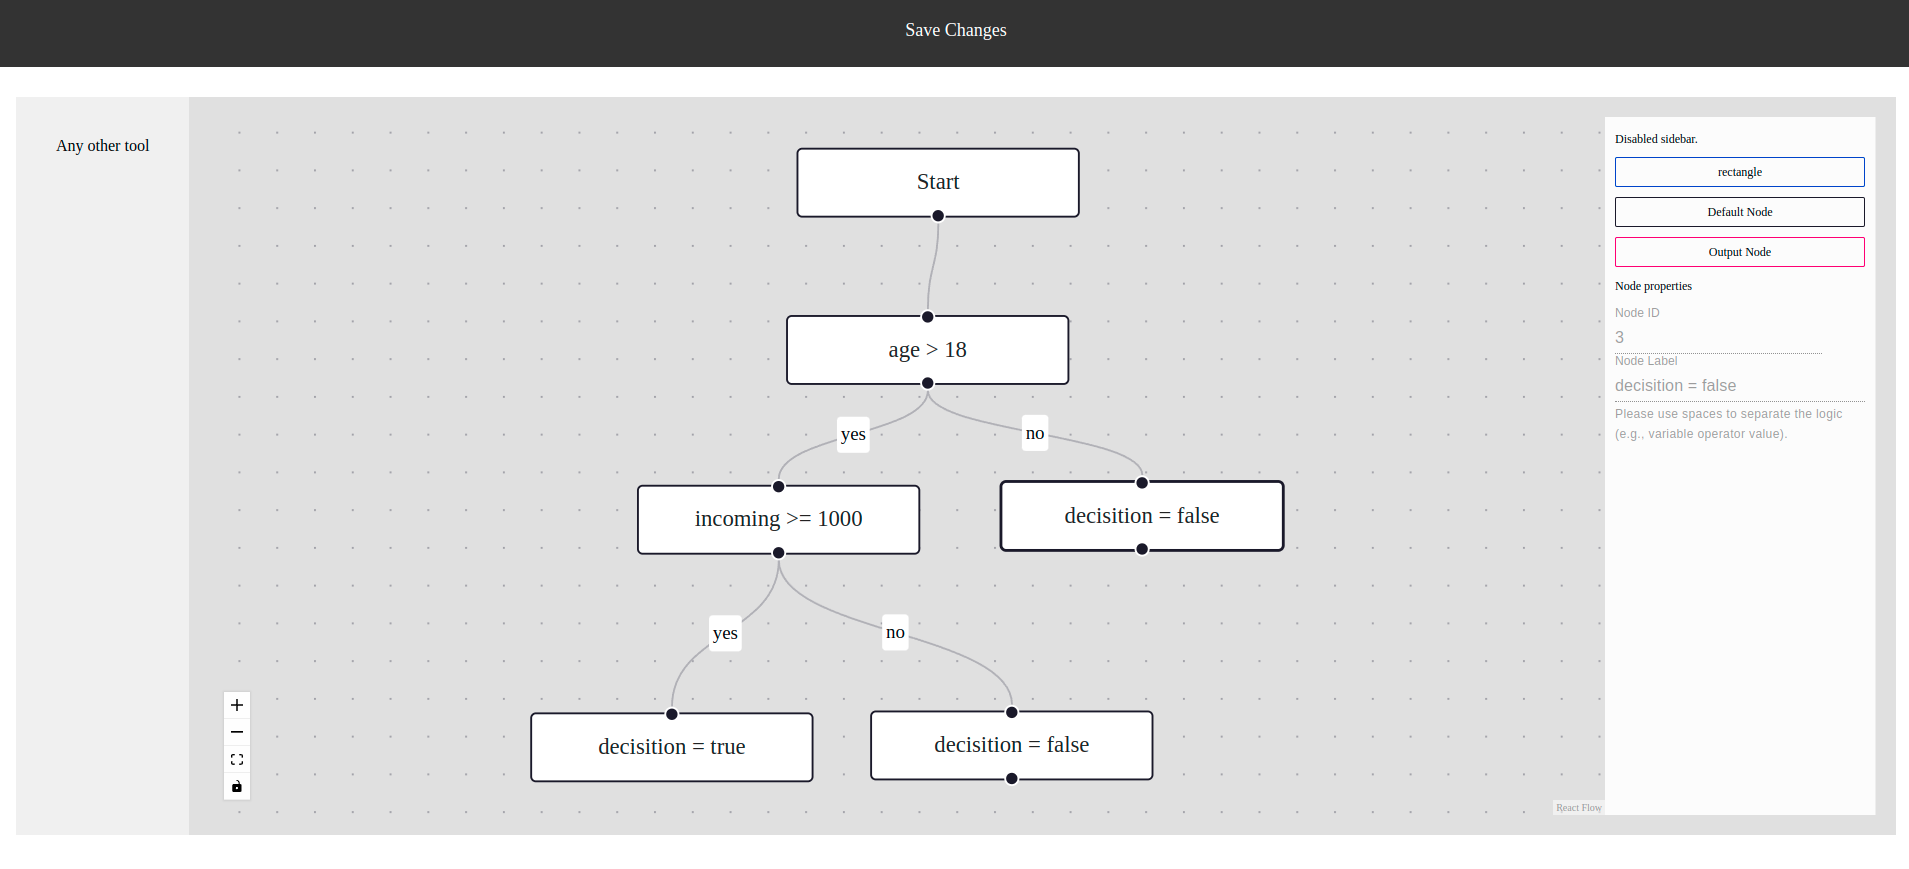 Save Changes
Any other tool
Start
age > 18
yes
no
incoming >= 1000
decisition = false
yes
no
decisition = true
decisition = false
Disabled sidebar.
rectangle
Default Node
Output Node
Node properties
Node ID
3
Node Label
decisition = false
Please use spaces to separate the logic
(e.g., variable operator value).
React Flow